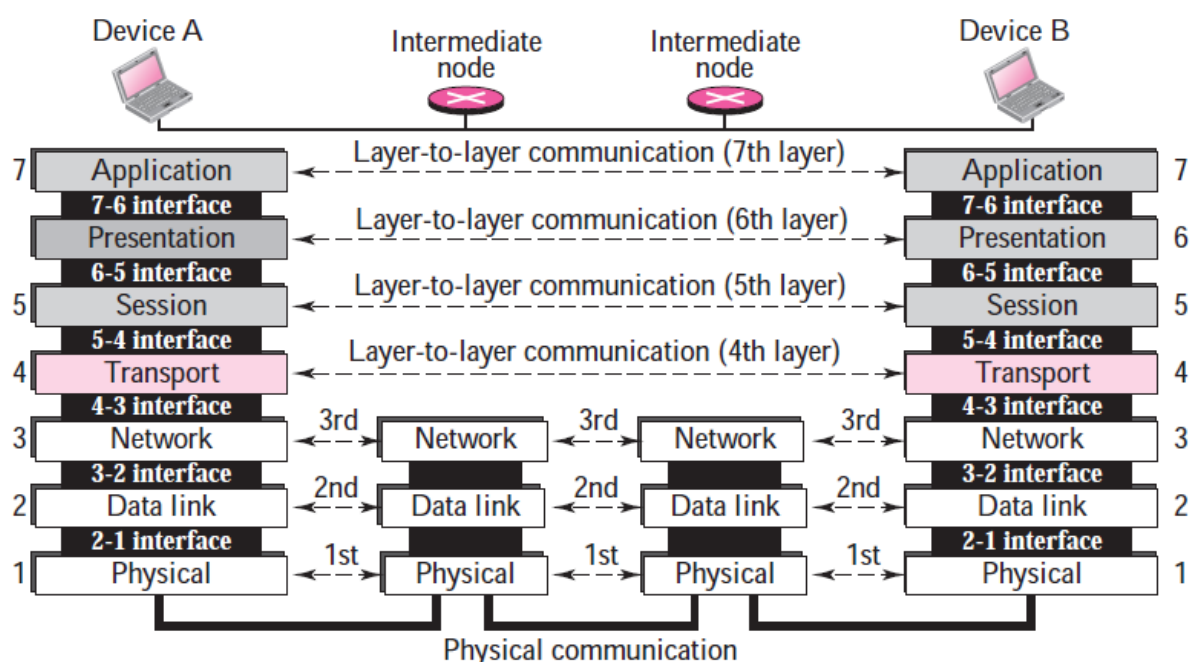 Device A
Intermediate
node
Intermediate
node
Device B
7 Application Layer-to-layer communication (7th layer) Application 7
7-6 interface 7-6 interface
Presentation Layer-to-layer communication (6th layer) Presentation 6
6-5 interface 6-5 interface
5 Session Layer-to-layer communication (5th layer) Session 5
5-4 interface 5-4 interface
4 Transport Layer-to-layer communication (4th layer) Transport 4
4-3 interface 4-3 interface
3 Network 3rd Network 3rd Network 3rd Network 3
3-2 interface 3-2 interface
2 Data link 2nd Data link 2nd Data link 2nd Data link 2
2-1 interface 2-1 interface
1 Physical 1st Physical 1st Physical 1st Physical 1
Physical communication